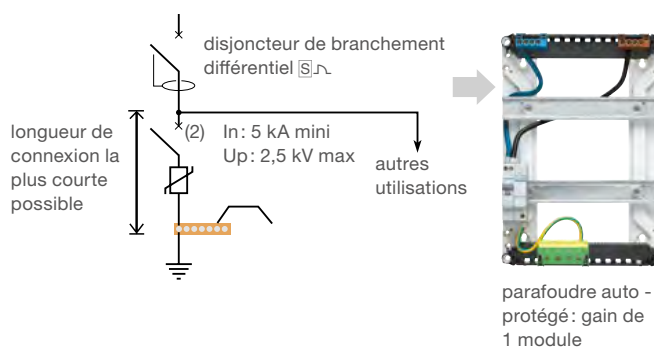 disjoncteur de branchement
différentiel S
longueur de
connexion la
plus courte
possible
(2) In : 5 kA mini
Up : 2,5 kV max
autres
utilisations
parafoudre auto -
protégé : gain de
1 module